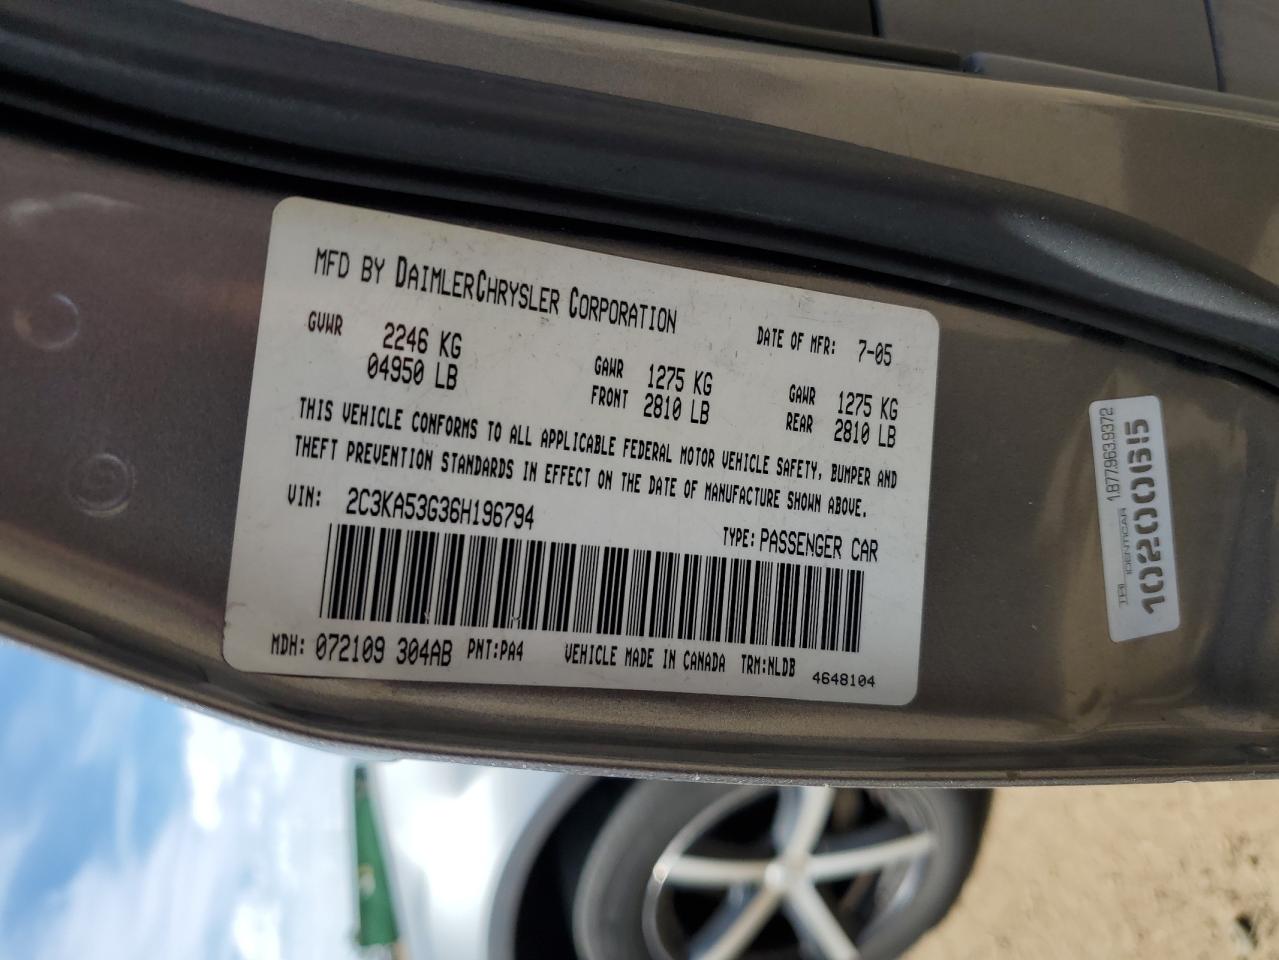 MFD BY DAIMLERCHRYSLER CORPORATION
DATE OF MFR: 7-05
GVWR 2246 KG
04950 LB
GAWR 1275 KG
FRONT 2810 LB
GAWR 1275 KG
REAR 2810 LB
THIS VEHICLE CONFORMS TO ALL APPLICABLE FEDERAL MOTOR VEHICLE SAFETY, BUMPER AND
THEFT PREVENTION STANDARDS IN EFFECT ON THE DATE OF MANUFACTURE SHOWN ABOVE.
VIN: 2C3KA53G36H196794
TYPE: PASSENGER CAR
MDH: 072109 304AB PNT:PA4 VEHICLE MADE IN CANADA TRM:NLDB 4648104
187.796.39372